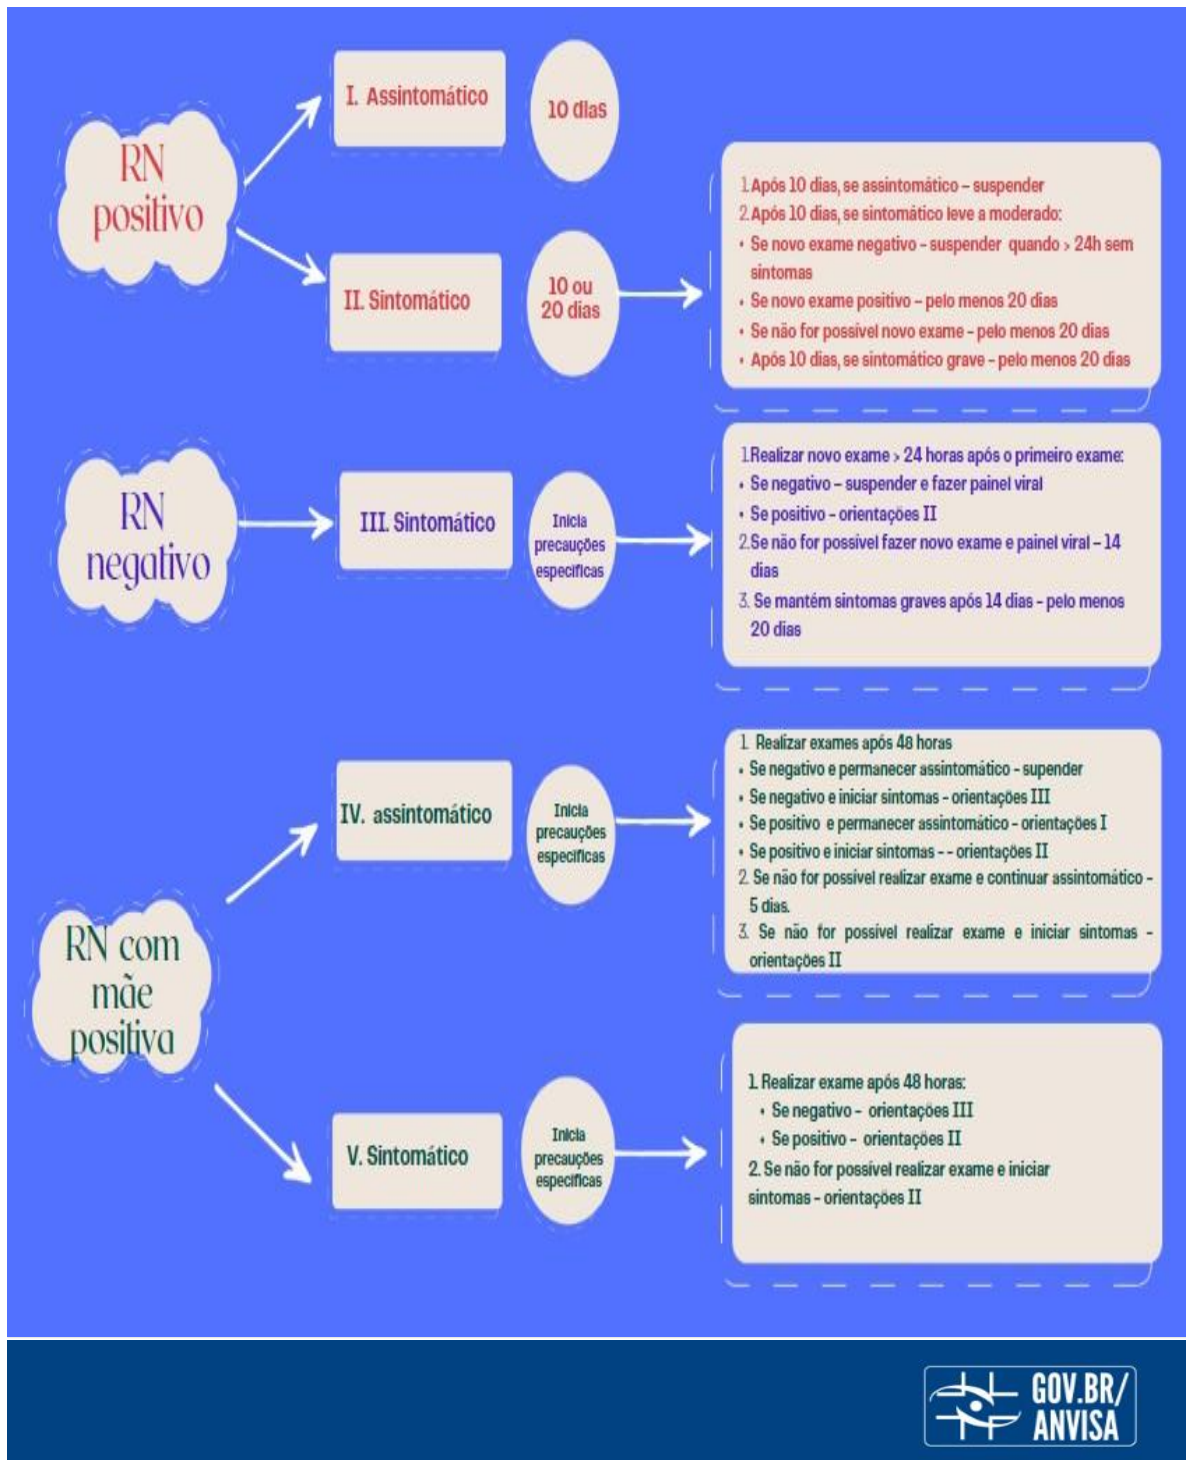 RN
positivo
I. Assintomático
10 dias
II. Sintomático
10 ou
20 dias
1. Após 10 dias, se assintomático – suspender
2. Após 10 dias, se sintomático leve a moderado:
• Se novo exame negativo – suspender quando > 24h sem
sintomas
• Se novo exame positivo – pelo menos 20 dias
• Se não for possível novo exame – pelo menos 20 dias
• Após 10 dias, se sintomático grave – pelo menos 20 dias
RN
negativo
III. Sintomático
Inicia
precauções
específicas
1. Realizar novo exame > 24 horas após o primeiro exame:
• Se negativo – suspender e fazer painel viral
• Se positivo – orientações II
2. Se não for possível fazer novo exame e painel viral – 14
dias
3. Se mantém sintomas graves após 14 dias – pelo menos
20 dias
RN com
mãe
positiva
IV. assintomático
Inicia
precauções
específicas
1. Realizar exames após 48 horas
• Se negativo e permanecer assintomático – supender
• Se negativo e iniciar sintomas – orientações III
• Se positivo e permanecer assintomático – orientações I
• Se positivo e iniciar sintomas – – orientações II
2. Se não for possível realizar exame e continuar assintomático –
5 dias.
3. Se não for possível realizar exame e iniciar sintomas –
orientações II
V. Sintomático
Inicia
precauções
específicas
1. Realizar exame após 48 horas:
• Se negativo – orientações III
• Se positivo – orientações II
2. Se não for possível realizar exame e iniciar
sintomas – orientações II
GOV.BR/
ANVISA